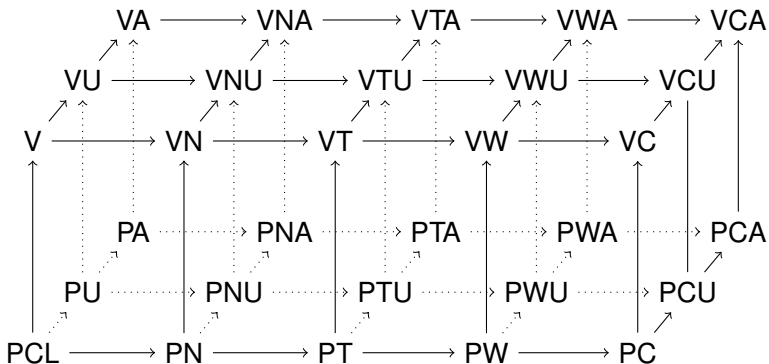 VA VNA VTA VWA VCA
VU VNU VTU VWU VCU
V VN VT VW VC
PA PNA PTA PWA PCA
PU PNU PTU PWU PCU
PCL PN PT PW PC